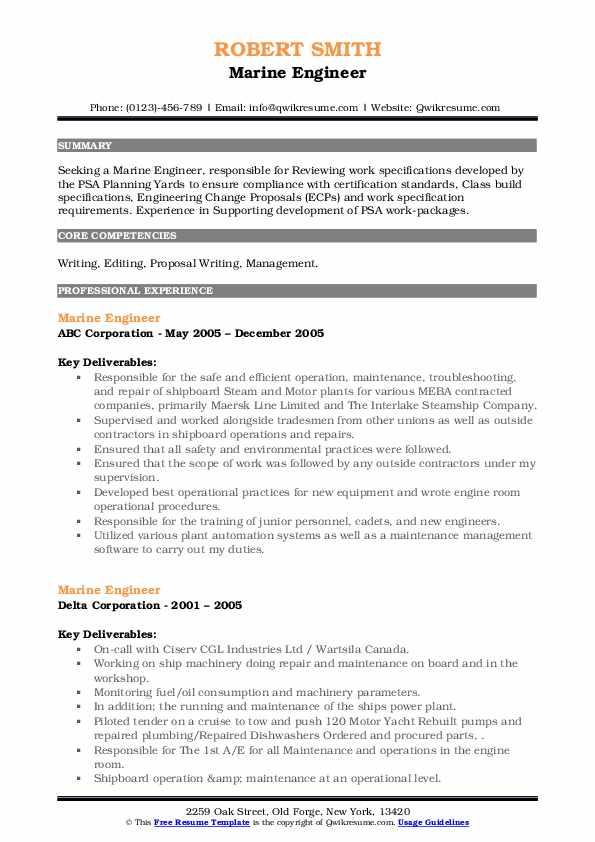 ROBERT SMITH
Marine Engineer
Phone: (0123)-456-789 | Email: info@qwikresume.com | Website: Qwikresume.com
SUMMARY
Seeking a Marine Engineer, responsible for Reviewing work specifications developed by
the PSA Planning Yards to ensure compliance with certification standards, Class build
specifications, Engineering Change Proposals (ECPs) and work specification
requirements. Experience in Supporting development of PSA work-packages.
CORE COMPETENCIES
Writing, Editing, Proposal Writing, Management.
PROFESSIONAL EXPERIENCE
Marine Engineer
ABC Corporation - May 2005 – December 2005
Key Deliverables:
▪ Responsible for the safe and efficient operation, maintenance, troubleshooting,
and repair of shipboard Steam and Motor plants for various MEBA contracted
companies, primarily Maersk Line Limited and The Interlake Steamship Company.
▪ Supervised and worked alongside tradesmen from other unions as well as outside
contractors in shipboard operations and repairs.
▪ Ensured that all safety and environmental practices were followed.
▪ Ensured that the scope of work was followed by any outside contractors under my
supervision.
▪ Developed best operational practices for new equipment and wrote engine room
operational procedures.
▪ Responsible for the training of junior personnel, cadets, and new engineers.
▪ Utilized various plant automation systems as well as a maintenance management
software to carry out my duties.
Marine Engineer
Delta Corporation - 2001 – 2005
Key Deliverables:
▪ On-call with Ciserv CGL Industries Ltd / Wartsila Canada.
▪ Working on ship machinery doing repair and maintenance on board and in the
workshop.
▪ Monitoring fuel/oil consumption and machinery parameters.
▪ In addition; the running and maintenance of the ships power plant.
▪ Piloted tender on a cruise to tow and push 120 Motor Yacht Rebuilt pumps and
repaired plumbing/Repaired Dishwashers Ordered and procured parts, .
▪ Responsible for The 1st A/E for all Maintenance and operations in the engine
room.
▪ Shipboard operation &amp; maintenance at an operational level.
2259 Oak Street, Old Forge, New York, 13420
© This Free Resume Template is the copyright of Qwikresume.com. Usage Guidelines